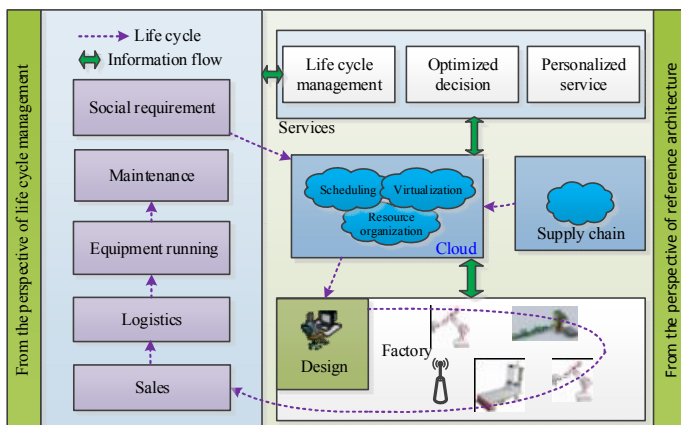 From the perspective of life cycle management
Life cycle
Information flow
Social requirement
Maintenance
Equipment running
Logistics
Sales
Life cycle
management
Optimized
decision
Personalized
service
Services
Scheduling
Virtualization
Resource
organization
Cloud
Supply chain
Design
Factory
From the perspective of reference architecture